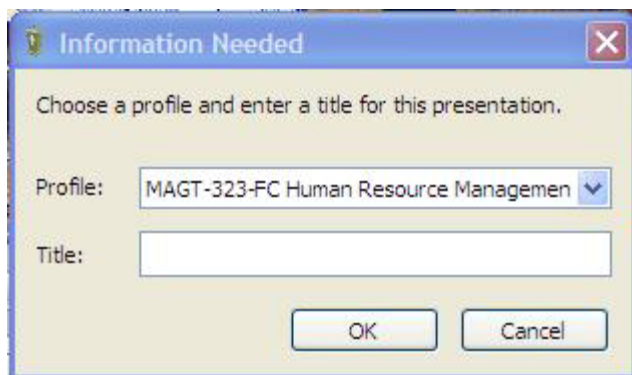 Information Needed
Choose a profile and enter a title for this presentation.
Profile: MAGT-323-FC Human Resource Managemen
Title:
OK Cancel